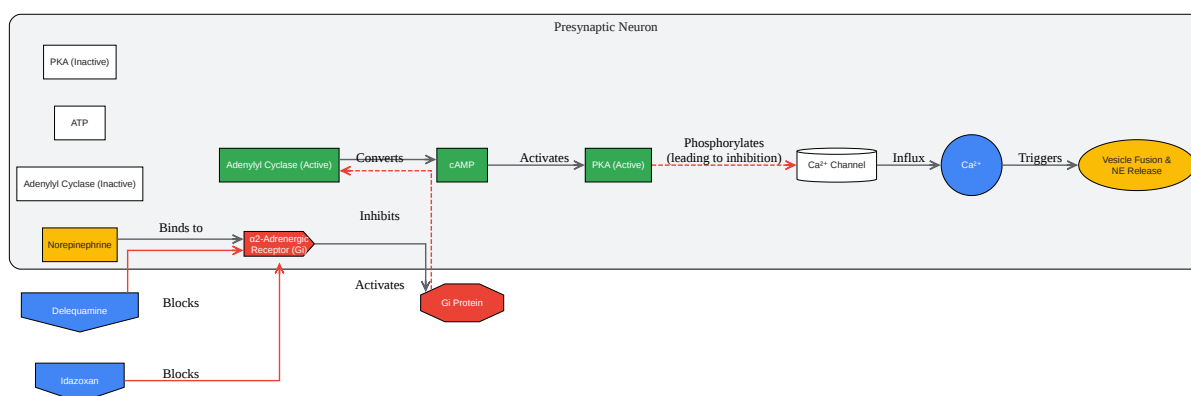 Presynaptic Neuron
PKA (Inactive)
ATP
Adenylyl Cyclase (Inactive)
Adenylyl Cyclase (Active)
Converts
cAMP
Activates
PKA (Active)
Phosphorylates
(leading to inhibition)
Ca²⁺ Channel
Influx
Ca²⁺
Triggers
Vesicle Fusion &
NE Release
Inhibits
Norepinephrine
Binds to
α2-Adrenergic
Receptor (Gi)
Activates
Gi Protein
Delequamine
Blocks
Idazoxan
Blocks